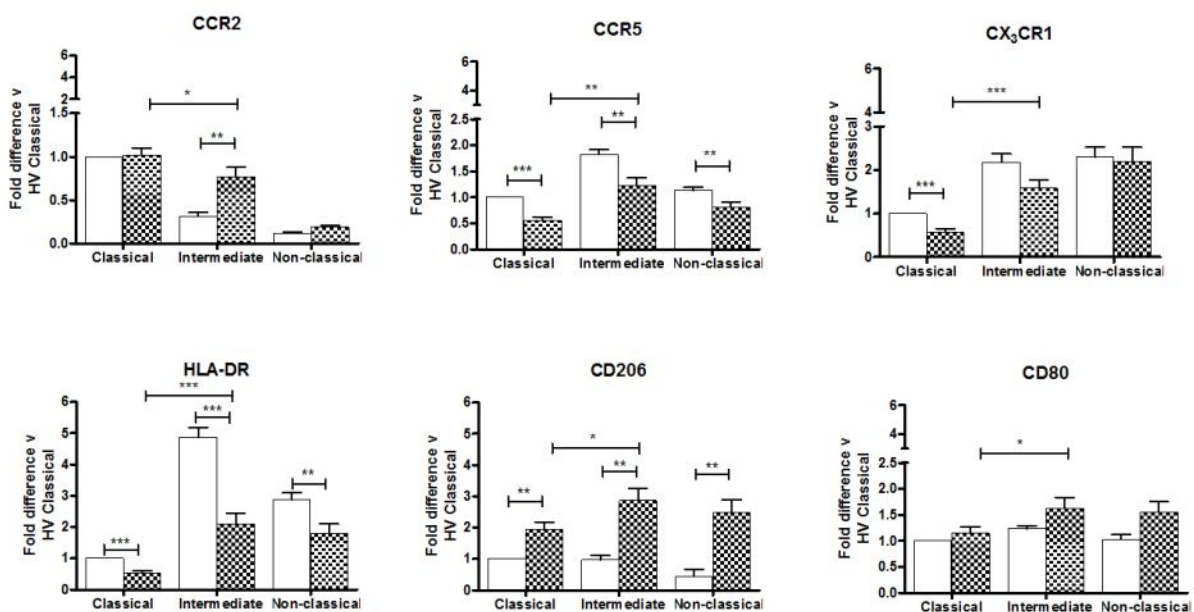 CCR2
Fold difference v
HV Classical
6
4
2
1.5
1.0
0.5
0.0
*
**
Classical Intermediate Non-classical
CCR5
Fold difference v
HV Classical
6
4
2.5
2.0
1.5
1.0
0.5
0.0
**
**
***
**
Classical Intermediate Non-classical
CX₃CR1
Fold difference v
HV Classical
6
4
3
2
1
0
***
***
Classical Intermediate Non-classical
HLA-DR
Fold difference v
HV Classical
6
5
4
3
2
1
0
***
***
**
***
Classical Intermediate Non-classical
CD206
Fold difference v
HV Classical
6
5
4
3
2
1
0
*
**
**
**
Classical Intermediate Non-classical
CD80
Fold difference v
HV Classical
6
4
2.5
2.0
1.5
1.0
0.5
0.0
*
Classical Intermediate Non-classical